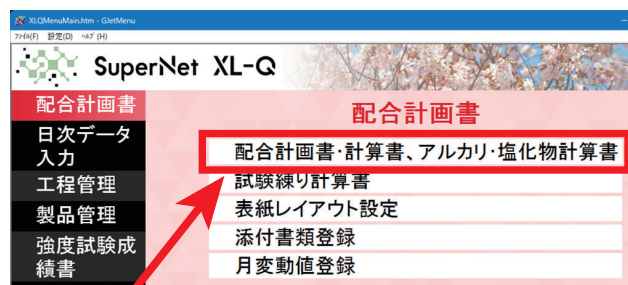 XLQMenuMain.htm - GletMenu
ファイル(F) 設定(D) ヘルプ(H)
SuperNet XL-Q
配合計画書
日次データ
入力
工程管理
製品管理
強度試験成
績書
配合計画書
配合計画書・計算書、アルカリ・塩化物計算書
試験練り計算書
表紙レイアウト設定
添付書類登録
月変動値登録